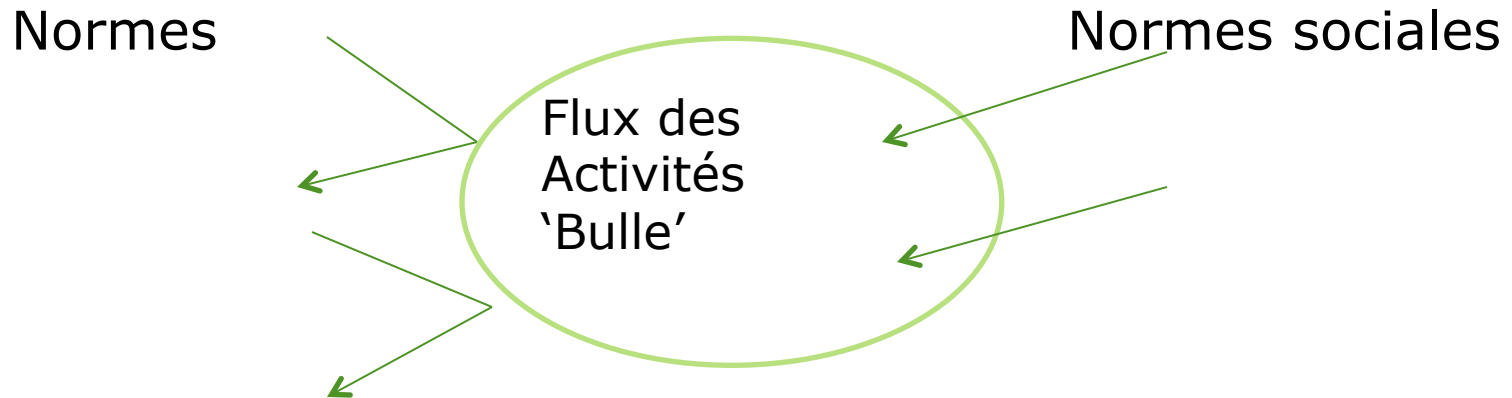 Normes
Normes sociales
Flux des
Activités
‘Bulle’